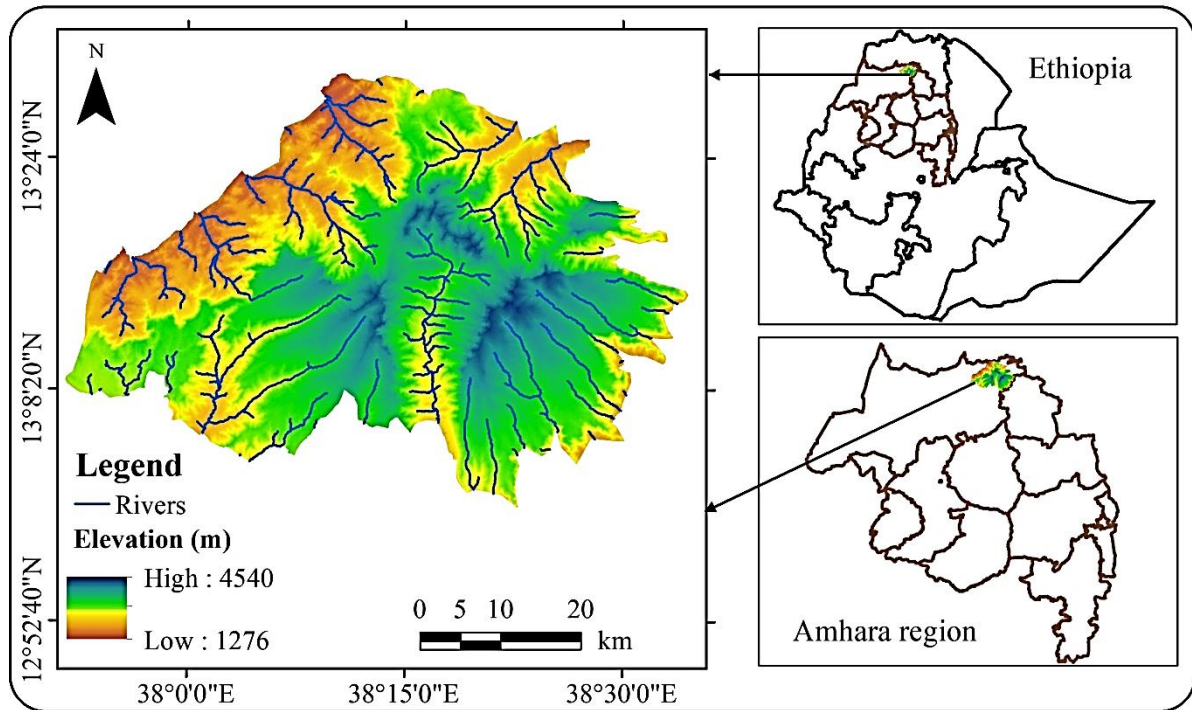 N
13°24'0"N
13°8'20"N
12°52'40"N
Legend
Rivers
Elevation (m)
High : 4540
Low : 1276
0 5 10 20
km
38°0'0"E 38°15'0"E 38°30'0"E
Ethiopia
Amhara region